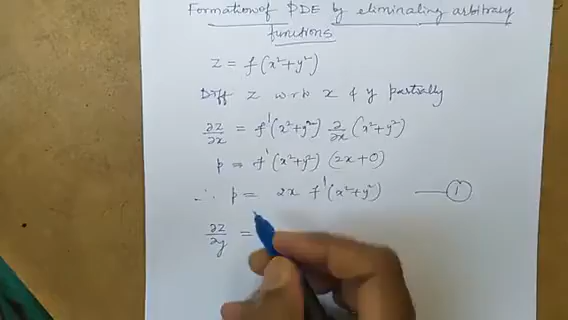 Formation of PDE by eliminating arbitrary
functions
z = f(x²+y²)
Diff z w r t x & y partially
∂z/∂x = f'(x²+y²) ∂/∂x (x²+y²)
p = f'(x²+y²) (2x+0)
∴ p = 2x f'(x²+y²) —— ①
∂z/∂y =